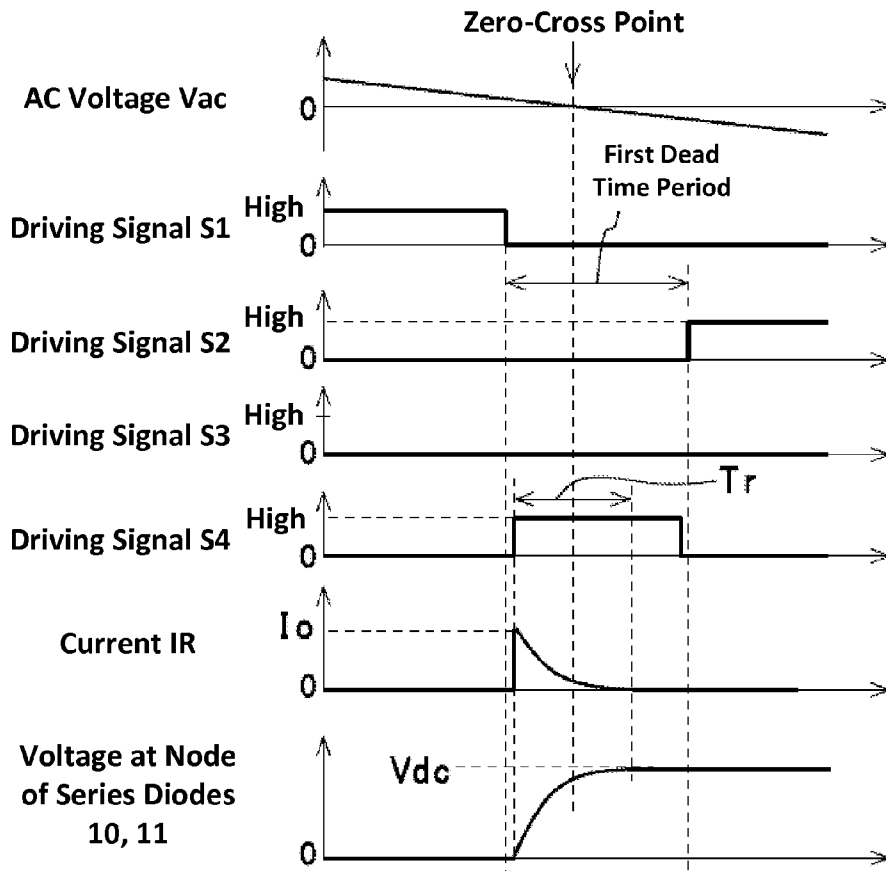 Zero-Cross Point
AC Voltage Vac
0
First Dead
Time Period
Driving Signal S1
High
0
Driving Signal S2
High
0
Driving Signal S3
High
0
Tr
Driving Signal S4
High
0
Current IR
Io
0
Voltage at Node
of Series Diodes
10, 11
Vdc
0